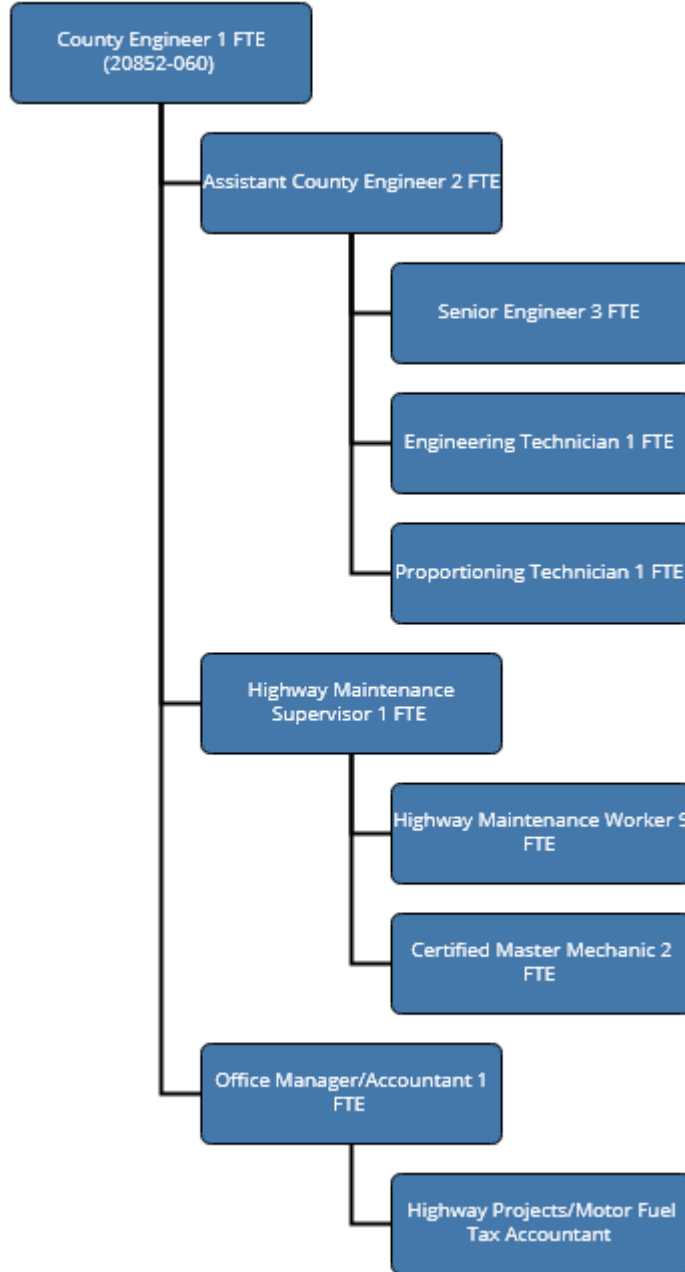 County Engineer 1 FTE
(20852-060)
Assistant County Engineer 2 FTE
Senior Engineer 3 FTE
Engineering Technician 1 FTE
Proportioning Technician 1 FTE
Highway Maintenance
Supervisor 1 FTE
Highway Maintenance Worker 9
FTE
Certified Master Mechanic 2
FTE
Office Manager/Accountant 1
FTE
Highway Projects/Motor Fuel
Tax Accountant